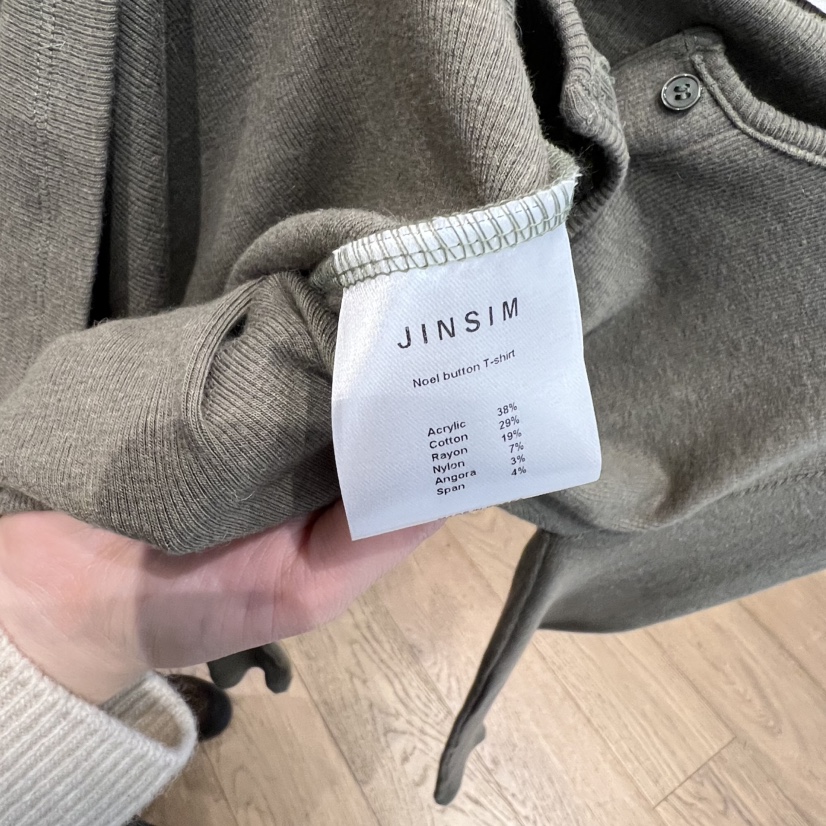 JINSIM
Noel button T-shirt
Acrylic 38%
Cotton 29%
Rayon 19%
Nylon 7%
Angora 3%
Span 4%